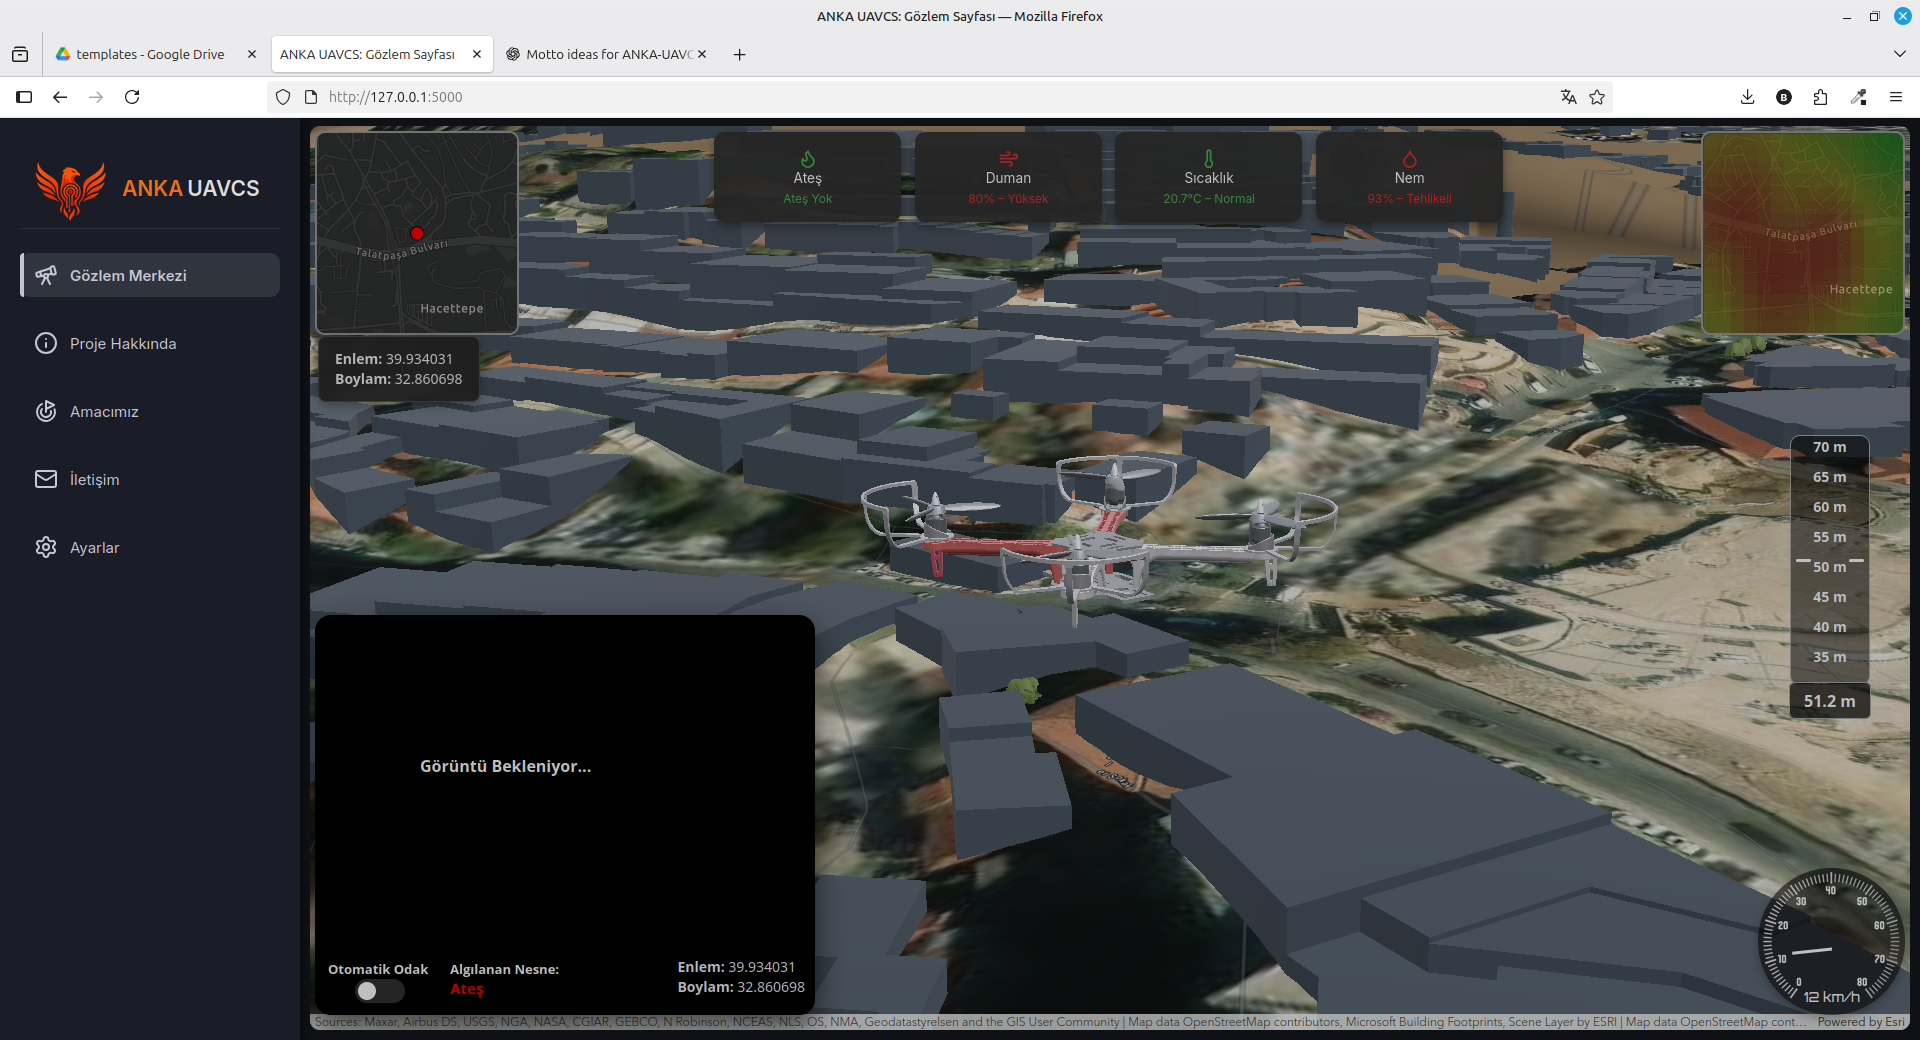 ANKA UAVCS: Gözlem Sayfası — Mozilla Firefox
templates - Google Drive
ANKA UAVCS: Gözlem Sayfası
Motto ideas for ANKA-UAVC
http://127.0.0.1:5000
B
ANKA UAVCS
Gözlem Merkezi
Proje Hakkında
Amacımız
İletişim
Ayarlar
Talatpaşa Bulvarı
Hacettepe
Enlem: 39.934031
Boylam: 32.860698
Ateş
Ateş Yok
Duman
80% – Yüksek
Sıcaklık
20.7°C – Normal
Nem
93% – Tehlikeli
Talatpaşa Bulvarı
Hacettepe
70 m
65 m
60 m
55 m
50 m
45 m
40 m
35 m
51.2 m
Görüntü Bekleniyor...
Otomatik Odak
Algılanan Nesne:
Ateş
Enlem: 39.934031
Boylam: 32.860698
0
10
20
30
40
50
60
70
80
12 km/h
Sources: Maxar, Airbus DS, USGS, NGA, NASA, CGIAR, GEBCO, N Robinson, NCEAS, NLS, OS, NMA, Geodatastyrelsen and the GIS User Community | Map data OpenStreetMap contributors, Microsoft Building Footprints, Scene Layer by ESRI | Map data OpenStreetMap cont... Powered by Esri